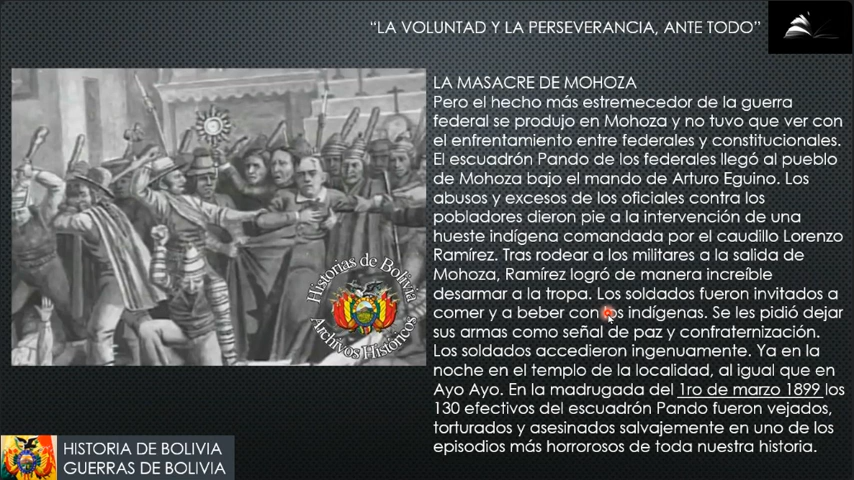 “LA VOLUNTAD Y LA PERSEVERANCIA, ANTE TODO”
LA MASACRE DE MOHOZA
Pero el hecho más estremecedor de la guerra
federal se produjo en Mohoza y no tuvo que ver con
el enfrentamiento entre federales y constitucionales.
El escuadrón Pando de los federales llegó al pueblo
de Mohoza bajo el mando de Arturo Eguino. Los
abusos y excesos de los oficiales contra los
pobladores dieron pie a la intervención de una
hueste indígena comandada por el caudillo Lorenzo
Ramírez. Tras rodear a los militares a la salida de
Mohoza, Ramírez logró de manera increíble
desarmar a la tropa. Los soldados fueron invitados a
comer y a beber con los indígenas. Se les pidió dejar
sus armas como señal de paz y confraternización.
Los soldados accedieron ingenuamente. Ya en la
noche en el templo de la localidad, al igual que en
Ayo Ayo. En la madrugada del 1ro de marzo 1899 los
130 efectivos del escuadrón Pando fueron vejados,
torturados y asesinados salvajemente en uno de los
episodios más horrorosos de toda nuestra historia.
Historias de Bolivia
Archivos Históricos
HISTORIA DE BOLIVIA
GUERRAS DE BOLIVIA